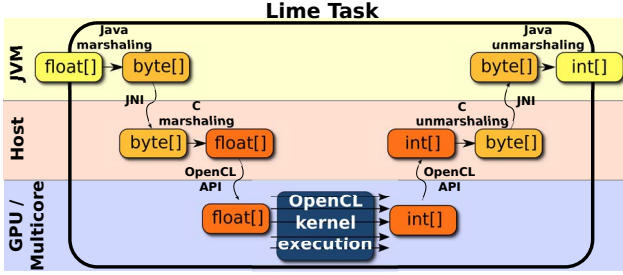 Lime Task
JVM
Java
marshaling
float[]
byte[]
Java
unmarshaling
byte[]
int[]
JNI
JNI
Host
C
marshaling
byte[]
float[]
C
unmarshaling
int[]
byte[]
OpenCL
API
OpenCL
API
GPU /
Multicore
float[]
OpenCL
kernel
execution
int[]